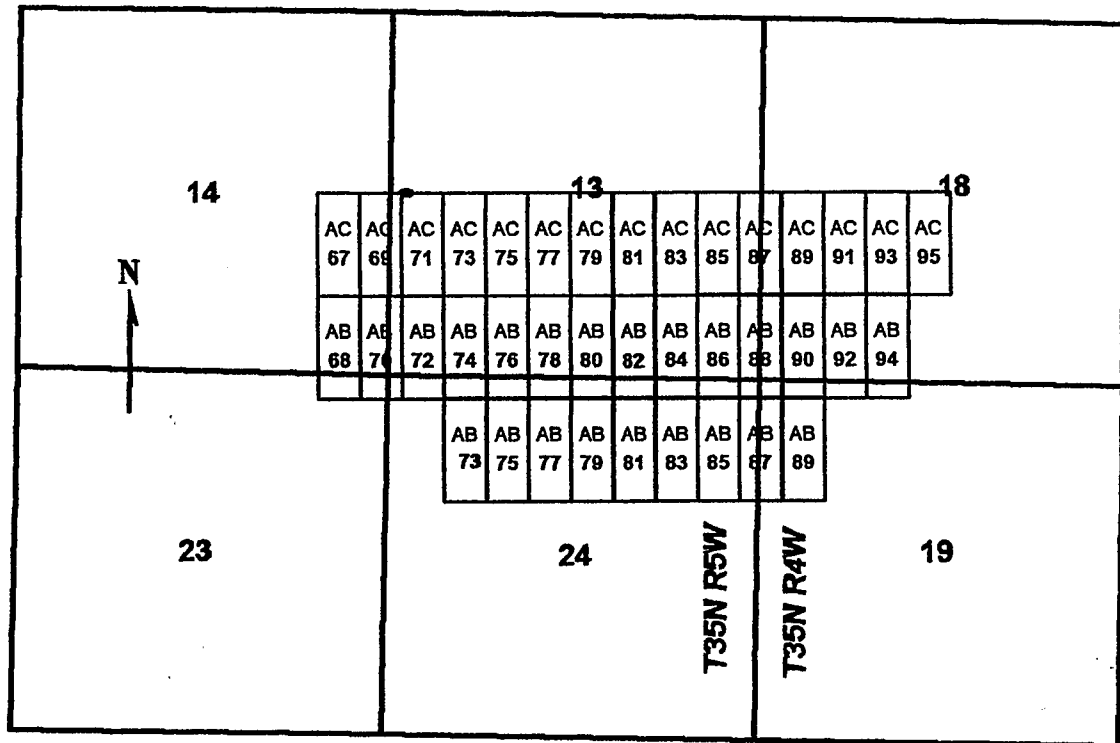 14
13
18
N
AC AC AC AC AC AC AC AC AC AC AC AC AC AC AC
67 69 71 73 75 77 79 81 83 85 87 89 91 93 95
AB AB AB AB AB AB AB AB AB AB AB AB AB AB
68 70 72 74 76 78 80 82 84 86 88 90 92 94
AB AB AB AB AB AB AB AB AB
73 75 77 79 81 83 85 87 89
23
24
19
T35N R5W
T35N R4W